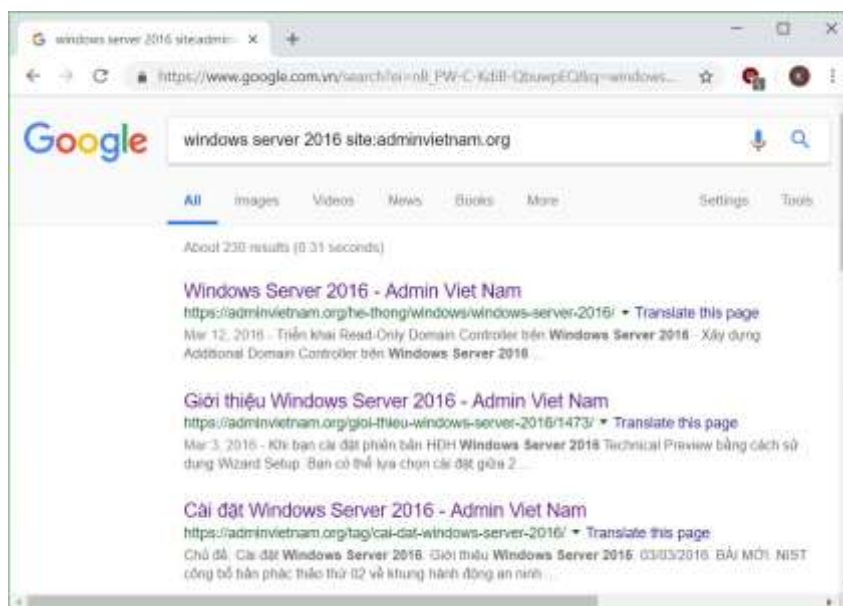 windows server 2016 site:admin
https://www.google.com.vn/search?
Google
windows server 2016 site:adminvietnam.org
All Images Videos News Books More Settings Tools
About 230 results (0.31 seconds)
Windows Server 2016 - Admin Viet Nam
https://adminvietnam.org/he-thong/windows/windows-server-2016/ ▾ Translate this page
Mar 12, 2016 - Triển khai Read-Only Domain Controller trên Windows Server 2016 - Xây dựng
Additional Domain Controller trên Windows Server 2016 ...
Giới thiệu Windows Server 2016 - Admin Viet Nam
https://adminvietnam.org/gioi-thieu-windows-server-2016/1473/ ▾ Translate this page
Mar 3, 2016 - Khi bạn cài đặt phiên bản HĐH Windows Server 2016 Technical Preview bằng cách sử
dụng Wizard Setup. Bạn có thể lựa chọn cài đặt giữa 2 ...
Cài đặt Windows Server 2016 - Admin Viet Nam
https://adminvietnam.org/tag/cai-dat-windows-server-2016/ ▾ Translate this page
Chủ đề: Cài đặt Windows Server 2016. Giới thiệu Windows Server 2016. 03/03/2016. BÀI MỚI. NIST
công bố bản phác thảo thứ 02 về khung hành động an ninh ...